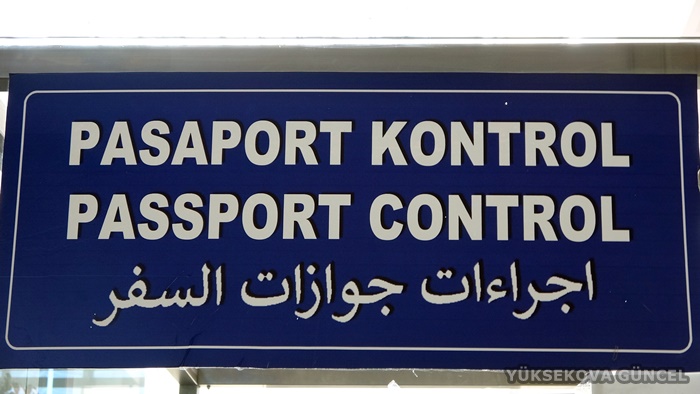 PASAPORT KONTROL
PASSPORT CONTROL
اجراءات جوازات السفر
YÜKSEKOVA GÜNCEL